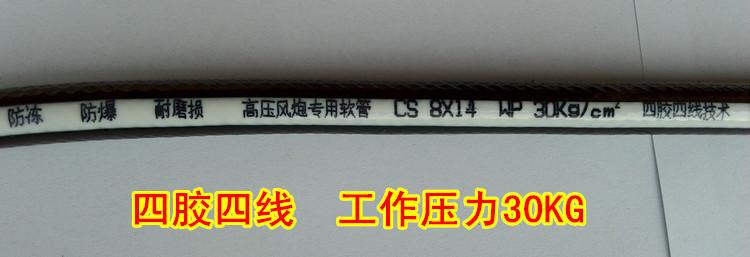 防冻 防爆 耐磨损 高压风炮专用软管 CS 8X14 WP 30Kg/cm² 四胶四线技术
四胶四线 工作压力30KG